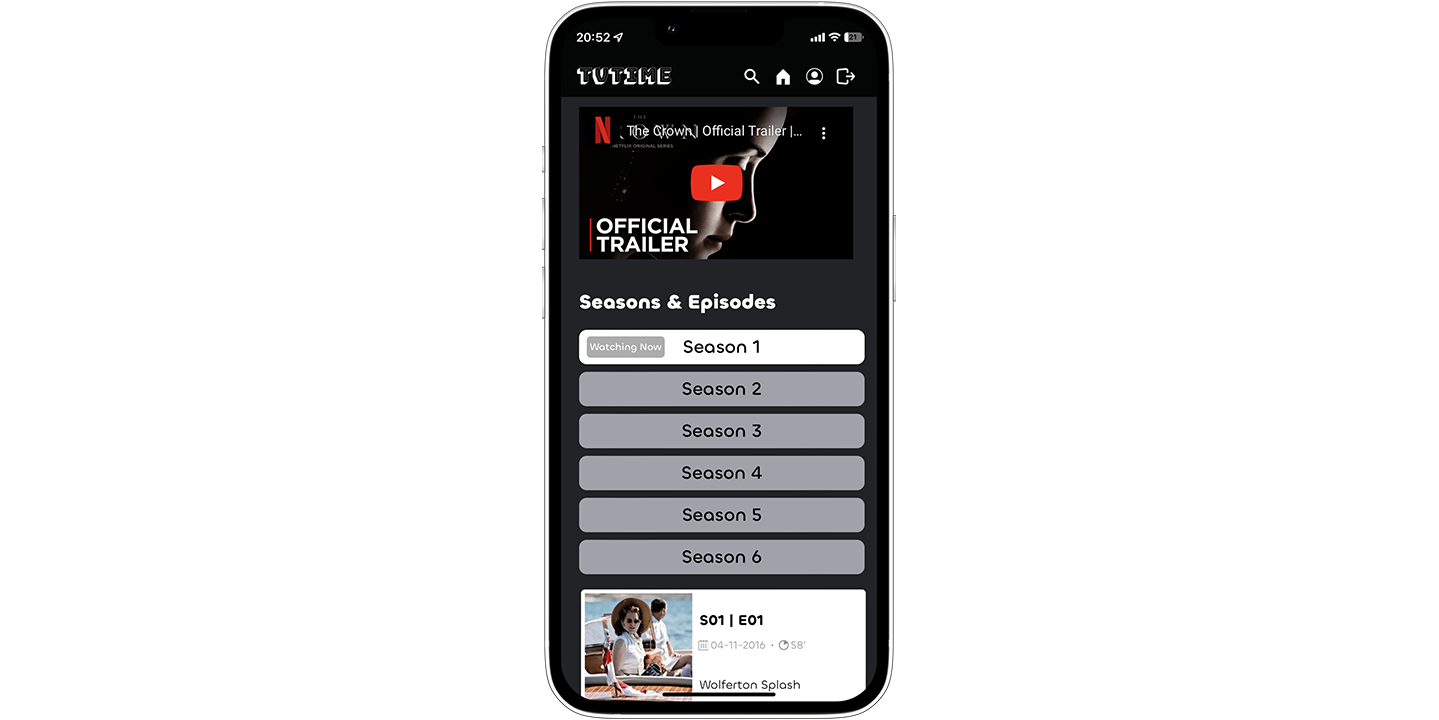 20:52
21
TVTIME
THE
CROWN
The Crown | Official Trailer |...
NETFLIX ORIGINAL SERIES
OFFICIAL
TRAILER
Seasons & Episodes
Watching Now
Season 1
Season 2
Season 3
Season 4
Season 5
Season 6
S01 | E01
04-11-2016 • 58'
Wolferton Splash